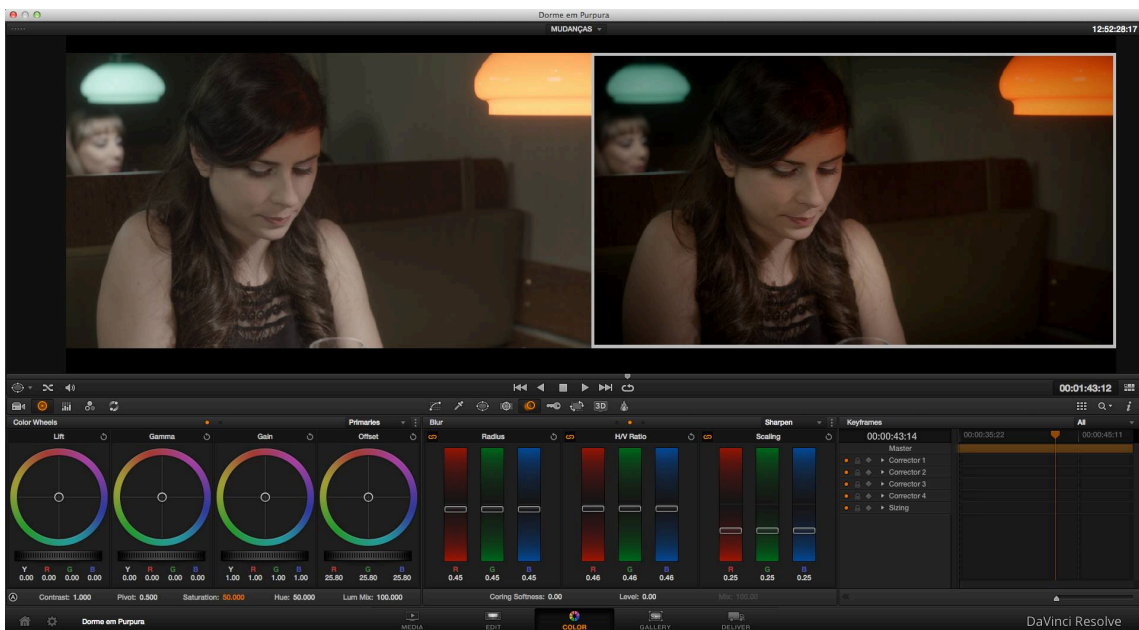 Dorme em Purpura
MUDANÇAS
12:52:28:17
00:01:43:12
3D
Color Wheels
Primaries
Lift
Gamma
Gain
Offset
Y R G B
0.00 0.00 0.00 0.00
Y R G B
0.00 0.00 0.00 0.00
Y R G B
1.00 1.00 1.00 1.00
R G B
25.80 25.80 25.80
A
Contrast: 1.000
Pivot: 0.500
Saturation: 50.000
Hue: 50.000
Lum Mix: 100.000
Blur
Sharpen
Radius
H/V Ratio
Scaling
R G B
0.45 0.45 0.45
R G B
0.46 0.46 0.46
R G B
0.25 0.25 0.25
Coring Softness: 0.00
Level: 0.00
Mix: 100.00
Keyframes
All
00:00:43:14
00:00:35:22
00:00:45:11
Master
Corrector 1
Corrector 2
Corrector 3
Corrector 4
Sizing
Dorme em Purpura
MEDIA
EDIT
COLOR
GALLERY
DELIVER
DaVinci Resolve